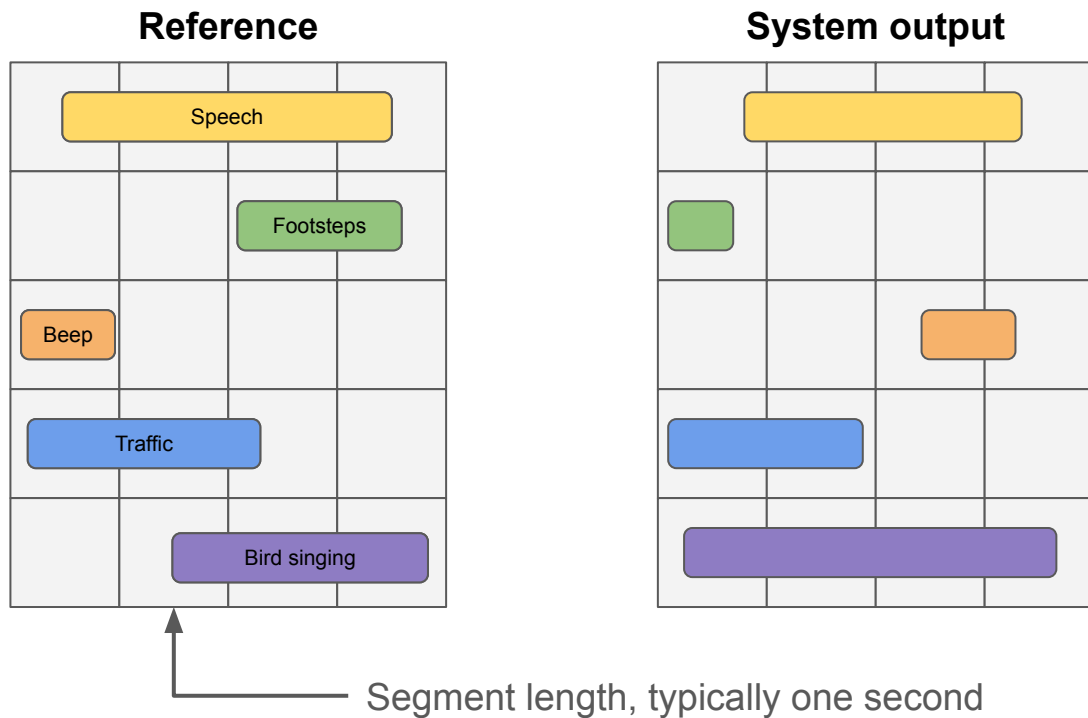 Reference
System output
Speech
Footsteps
Beep
Traffic
Bird singing
Segment length, typically one second